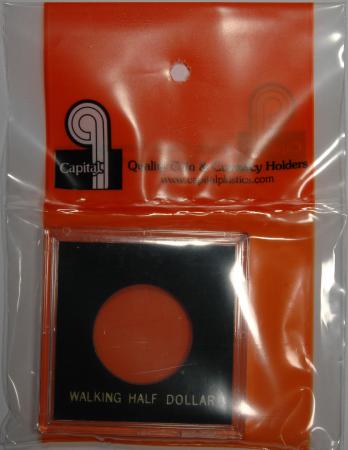 Capital
Quality Coin & Currency Holders
www.capitalplastics.com
WALKING HALF DOLLAR